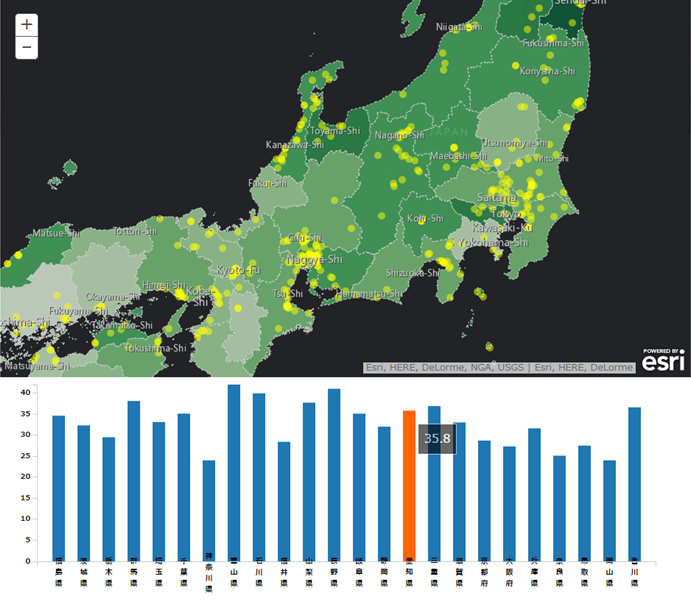 +
−
Sendai-Shi
Niigata-Shi
Fukushima-Shi
Koriyama-Shi
Toyama-Shi
Nagano-Shi
JAPAN
Kanazawa-Shi
Utsunomiya-Shi
Maebashi-Shi
Mito-Shi
Fukui-Shi
Saitama
Tokyo
Kofu-Shi
Kawasaki-Ku
Matsue-Shi
Tottori-Shi
Gifu-Shi
Yokohama-Shi
Nagoya-Shi
Kyoto-Fu
Shizuoka-Shi
Himeji-Shi
Kobe-Shi
Okayama-Shi
Tsu-Shi
Hamamatsu-Shi
Fukuyama-Shi
oshima-Shi
Takamatsu-Shi
Tokushima-Shi
Matsuyama-Shi
POWERED BY
esri
Esri, HERE, DeLorme, NGA, USGS | Esri, HERE, DeLorme
40
35
35.8
30
25
20
15
10
5
0
福島県 茨城県 栃木県 群馬県 埼玉県 千葉県 神奈川県 富山県 石川県 福井県 山梨県 長野県 岐阜県 静岡県 愛知県 三重県 滋賀県 京都府 大阪府 兵庫県 奈良県 鳥取県 岡山県 香川県